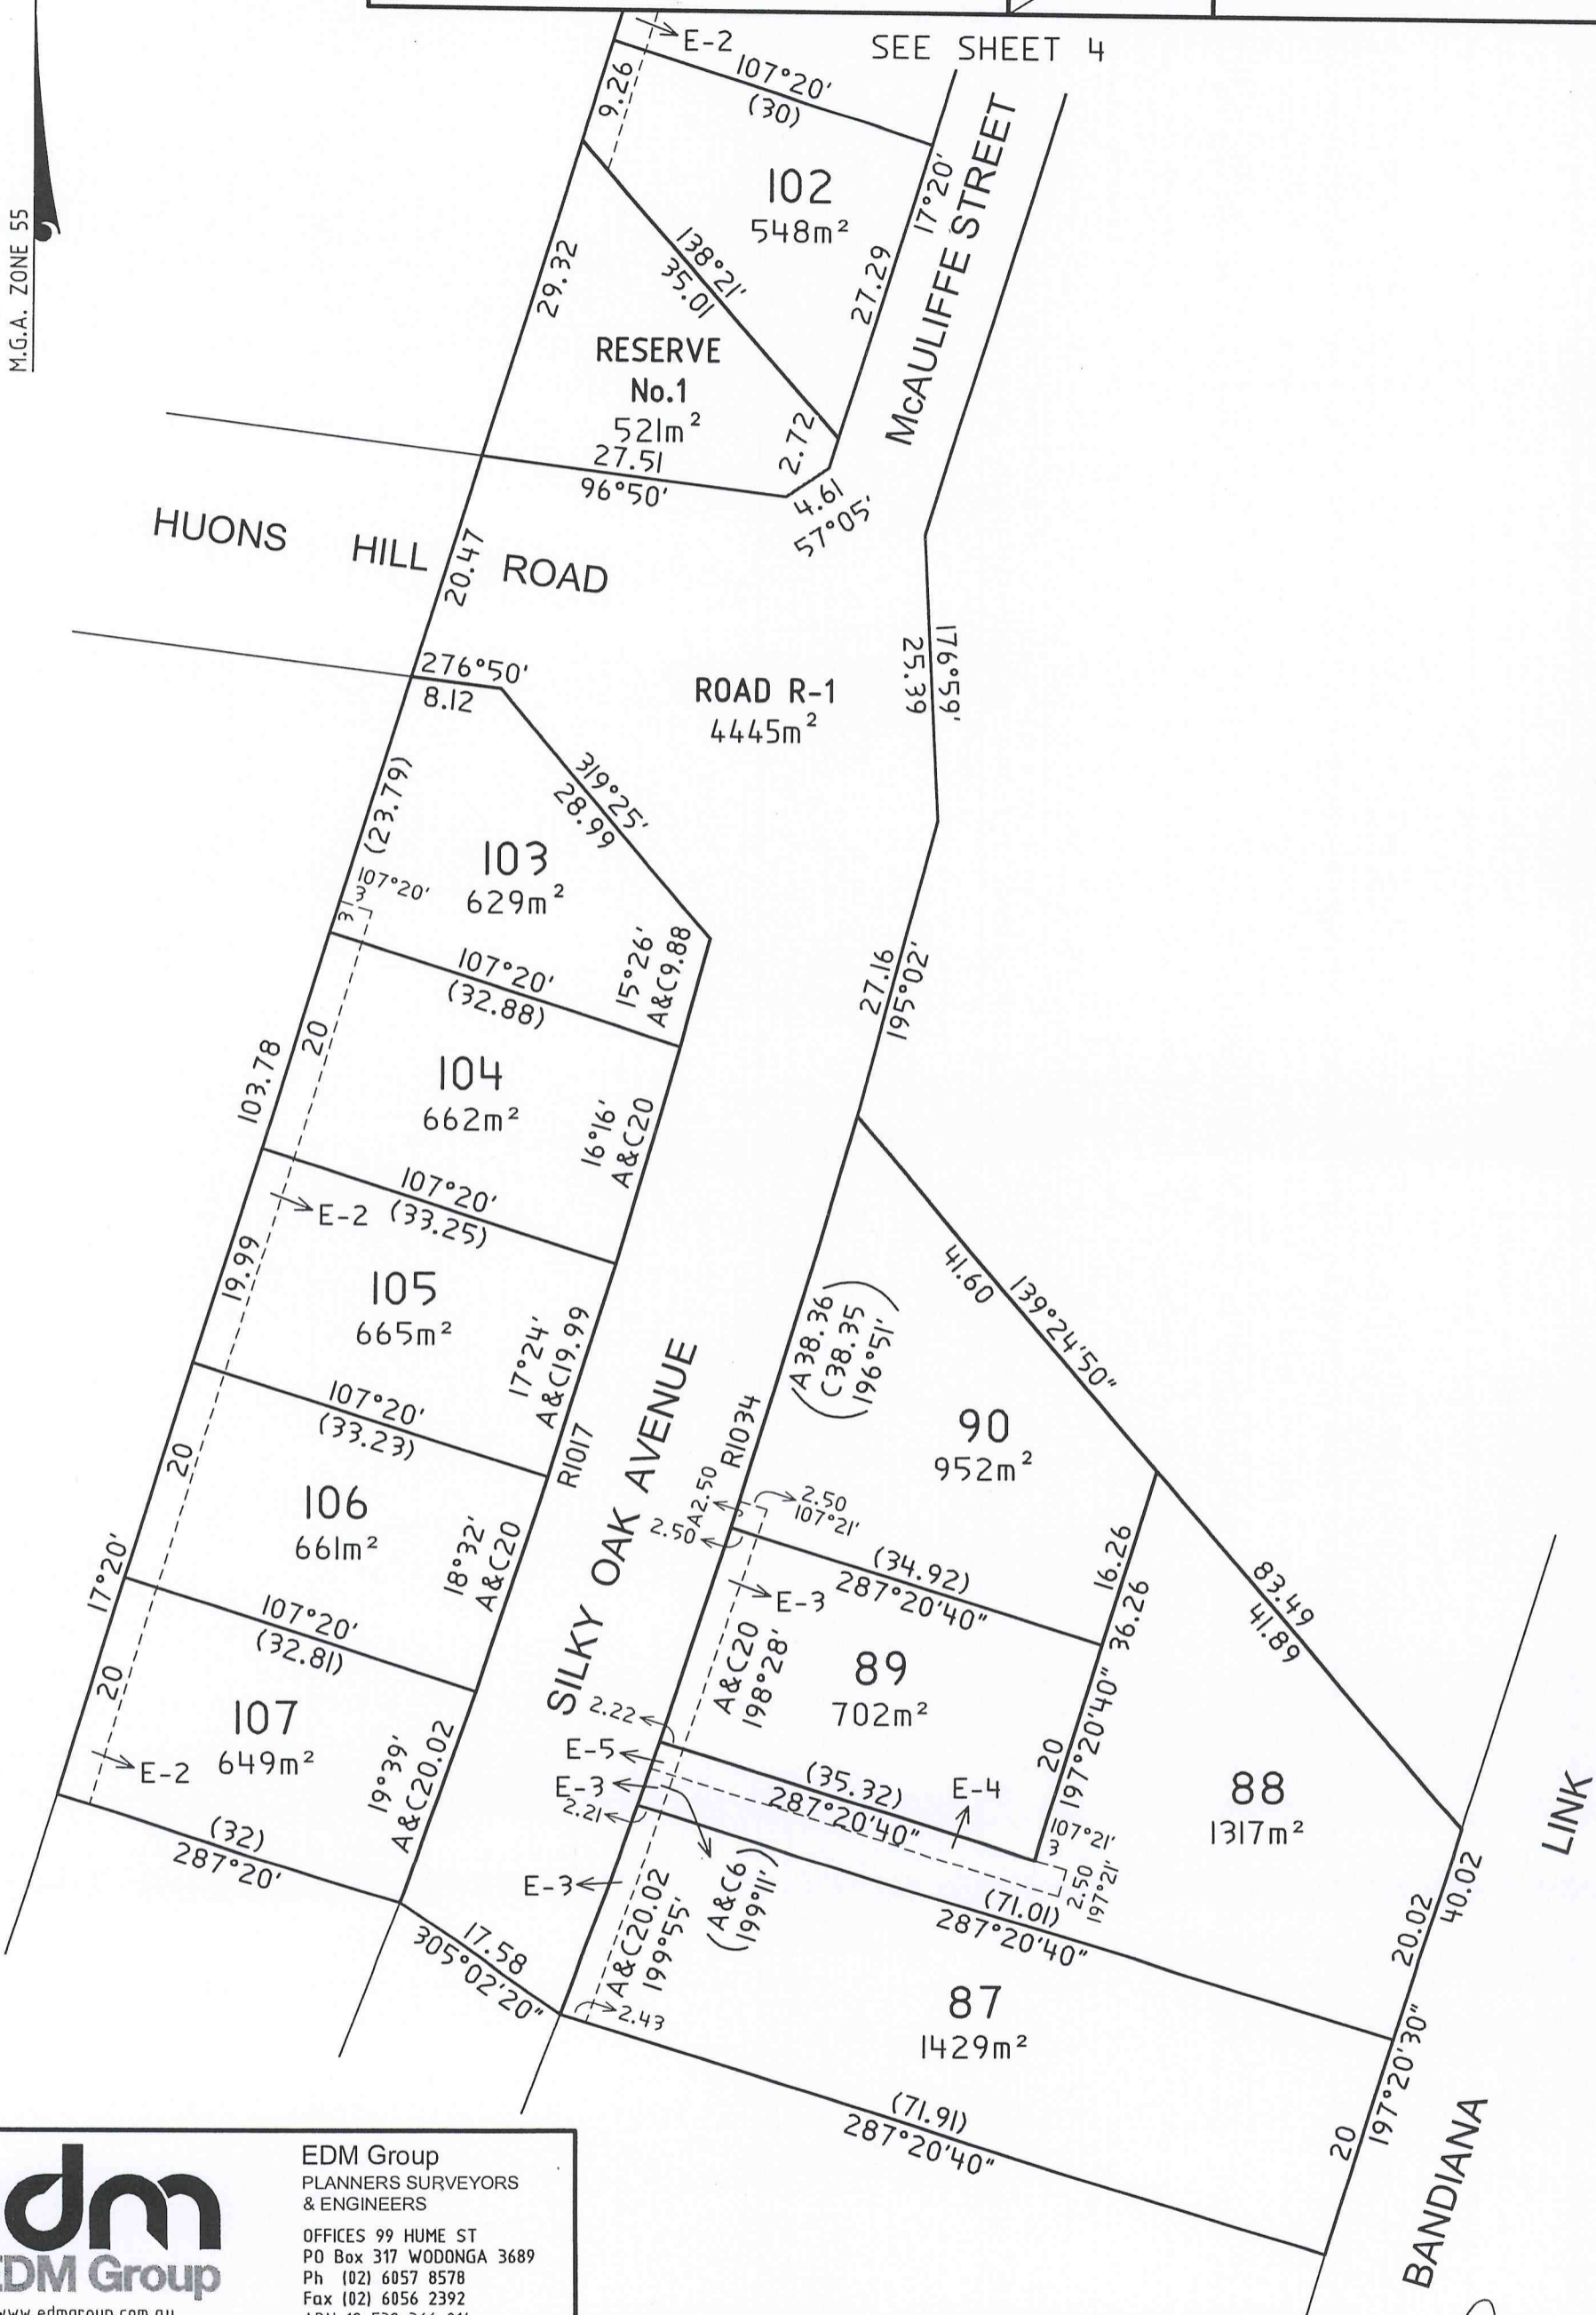 M.G.A. ZONE 55
SEE SHEET 4
E-2
107°20'
(30)
9.26
102
548m²
17°20'
27.29
McAULIFFE STREET
138°21'
35.01
29.32
RESERVE
No.1
521m²
27.51
96°50'
2.72
4.61
57°05'
HUONS HILL ROAD
20.47
276°50'
8.12
ROAD R-1
4445m²
176°59'
25.39
319°25'
28.99
(23.79)
103
629m²
107°20'
3
3
15°26'
A&C9.88
107°20'
(32.88)
27.16
195°02'
20
103.78
104
662m²
16°16'
A&C20
107°20'
(33.25)
E-2
19.99
105
665m²
17°24'
A&C19.99
107°20'
(33.23)
R1017
20
106
661m²
18°32'
A&C20
17°20'
107°20'
(32.81)
20
107
649m²
E-2
19°39'
A&C20.02
(32)
287°20'
SILKY OAK AVENUE
17.58
305°02'20"
41.60
139°24'50"
(A38.36
C38.35
196°51')
R1034
90
952m²
A2.50
2.50
2.50
107°21'
(34.92)
287°20'40"
16.26
36.26
83.49
41.89
E-3
A&C20
198°28'
89
702m²
20
197°20'40"
2.22
E-5
E-3
2.21
(35.32)
287°20'40"
E-4
107°21'
3
2.50
197°21'
88
1317m²
E-3
(A&C6)
(199°11')
A&C20.02
199°55'
2.43
(71.01)
287°20'40"
20.02
40.02
87
1429m²
197°20'30"
20
(71.91)
287°20'40"
BANDIANA LINK
dm
EDM Group
EDM Group
PLANNERS SURVEYORS
& ENGINEERS
OFFICES 99 HUME ST
PO Box 317 WODONGA 3689
Ph (02) 6057 8578
Fax (02) 6056 2392